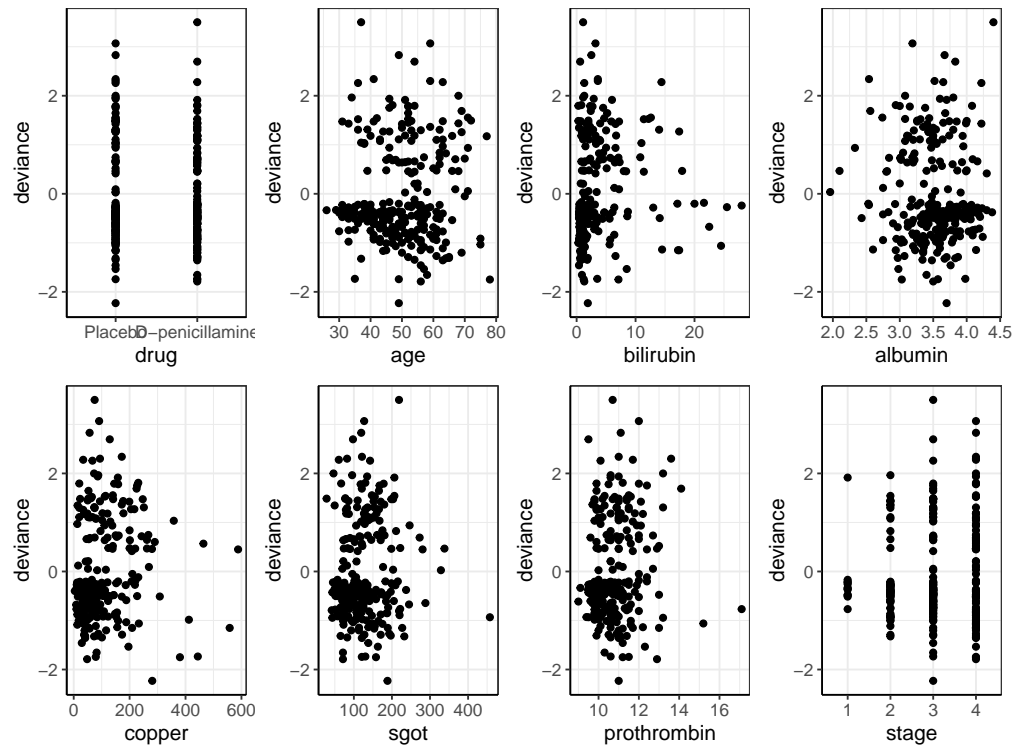 deviance
2
0
−2
Placebo
D−penicillamine
drug
deviance
2
0
−2
30 40 50 60 70 80
age
deviance
2
0
−2
0 10 20
bilirubin
deviance
2
0
−2
2.0 2.5 3.0 3.5 4.0 4.5
albumin
deviance
2
0
−2
0 200 400 600
copper
deviance
2
0
−2
100 200 300 400
sgot
deviance
2
0
−2
10 12 14 16
prothrombin
deviance
2
0
−2
1 2 3 4
stage